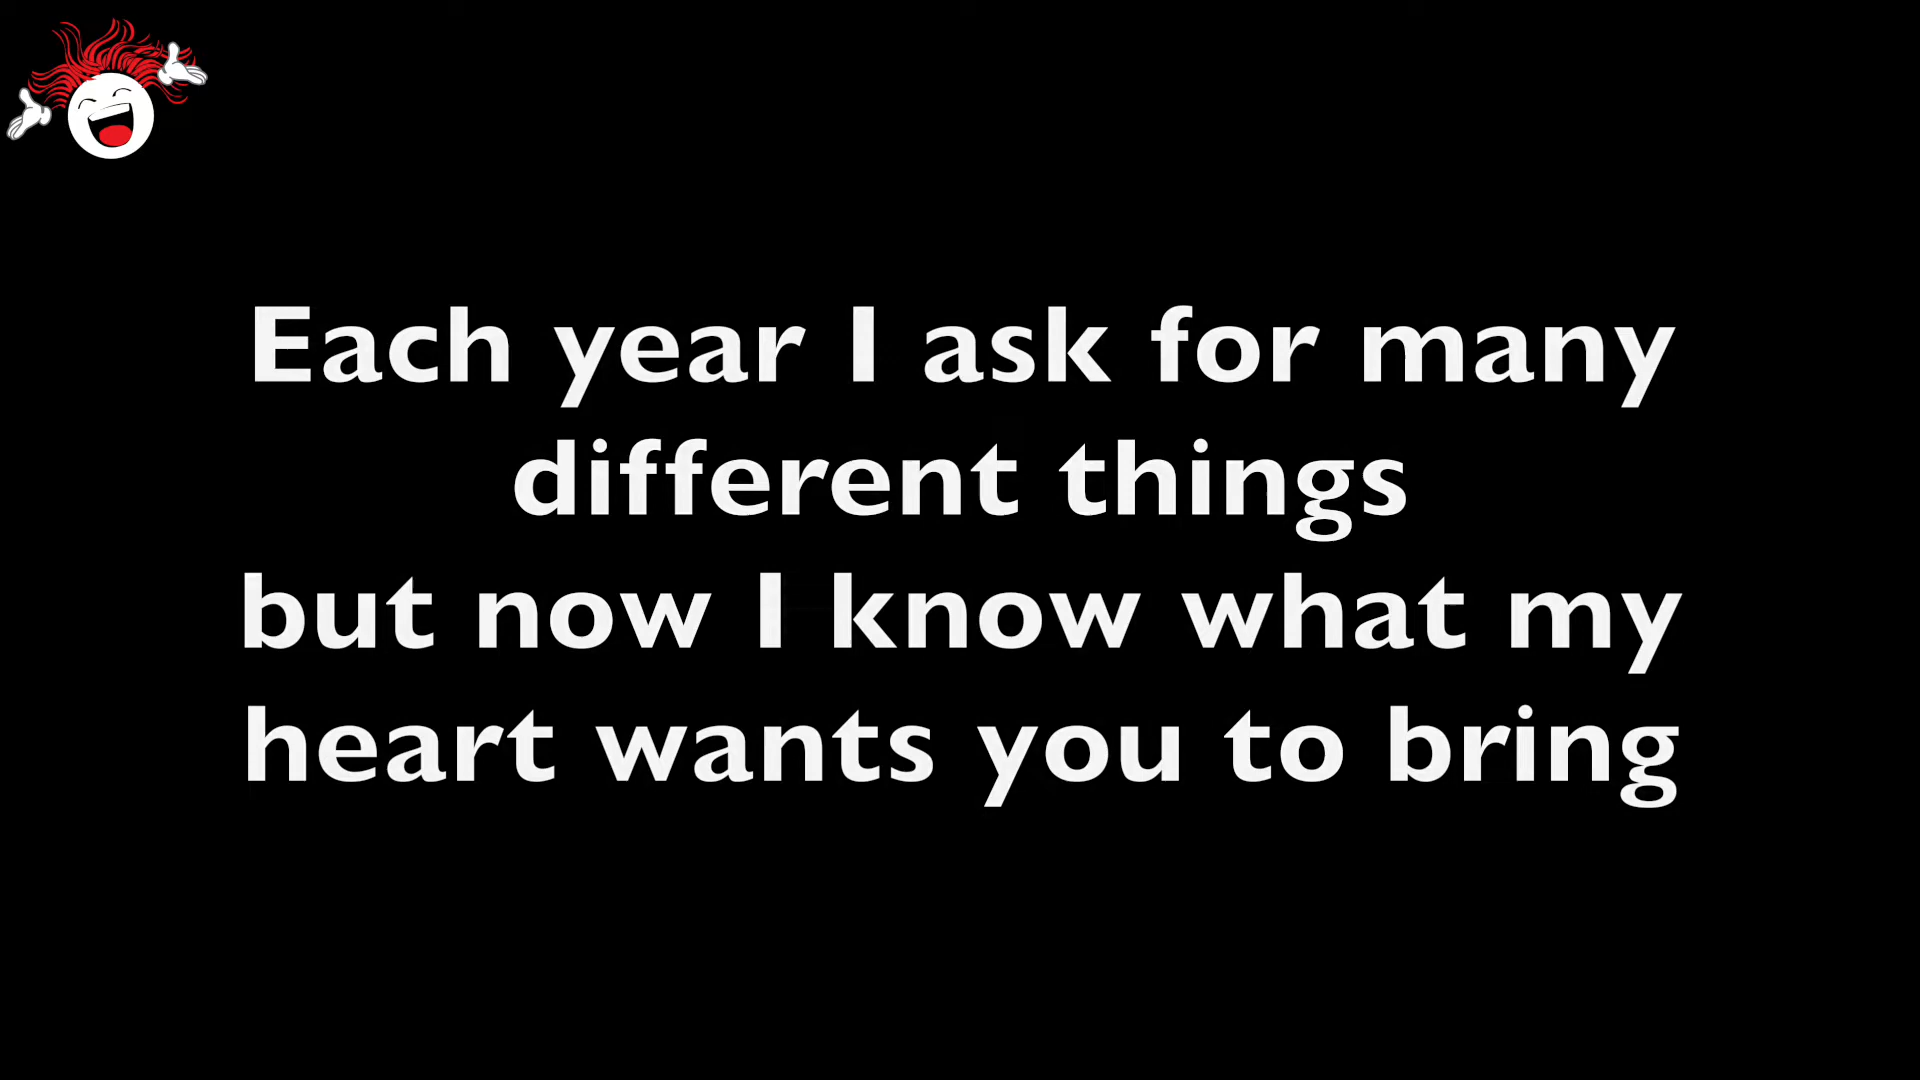 Each year I ask for many
different things
but now I know what my
heart wants you to bring